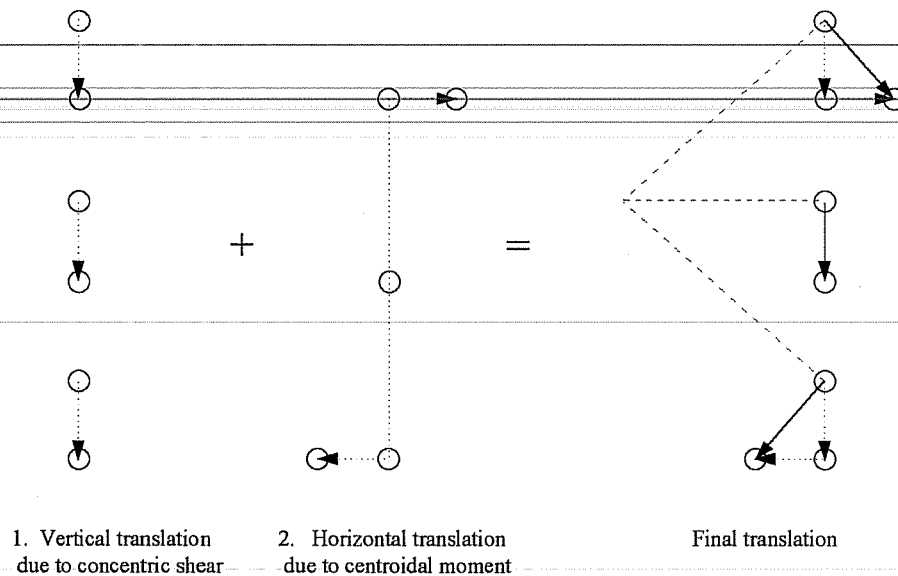 +
=
1. Vertical translation
due to concentric shear
2. Horizontal translation
due to centroidal moment
Final translation